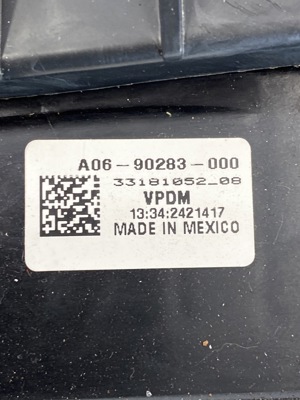 A06-90283-000
33181052_08
VPDM
13:34:2421417
MADE IN MEXICO